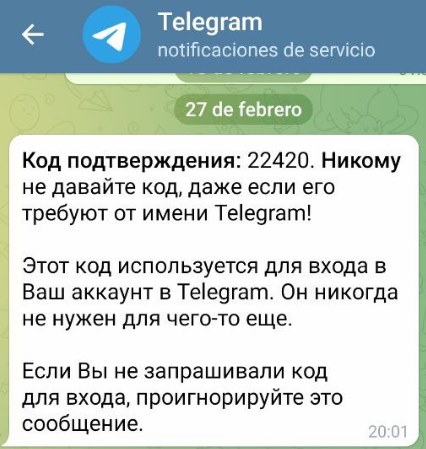 Telegram
notificaciones de servicio
27 de febrero
Код подтверждения: 22420. Никому
не давайте код, даже если его
требуют от имени Telegram!
Этот код используется для входа в
Ваш аккаунт в Telegram. Он никогда
не нужен для чего-то еще.
Если Вы не запрашивали код
для входа, проигнорируйте это
сообщение.
20:01